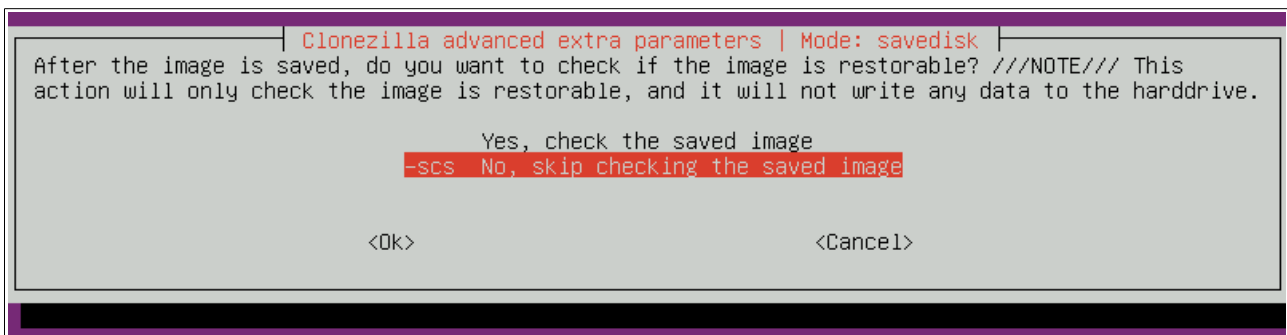 Clonezilla advanced extra parameters | Mode: savedisk
After the image is saved, do you want to check if the image is restorable? ///NOTE/// This
action will only check the image is restorable, and it will not write any data to the harddrive.
Yes, check the saved image
-scs No, skip checking the saved image
<Ok> <Cancel>